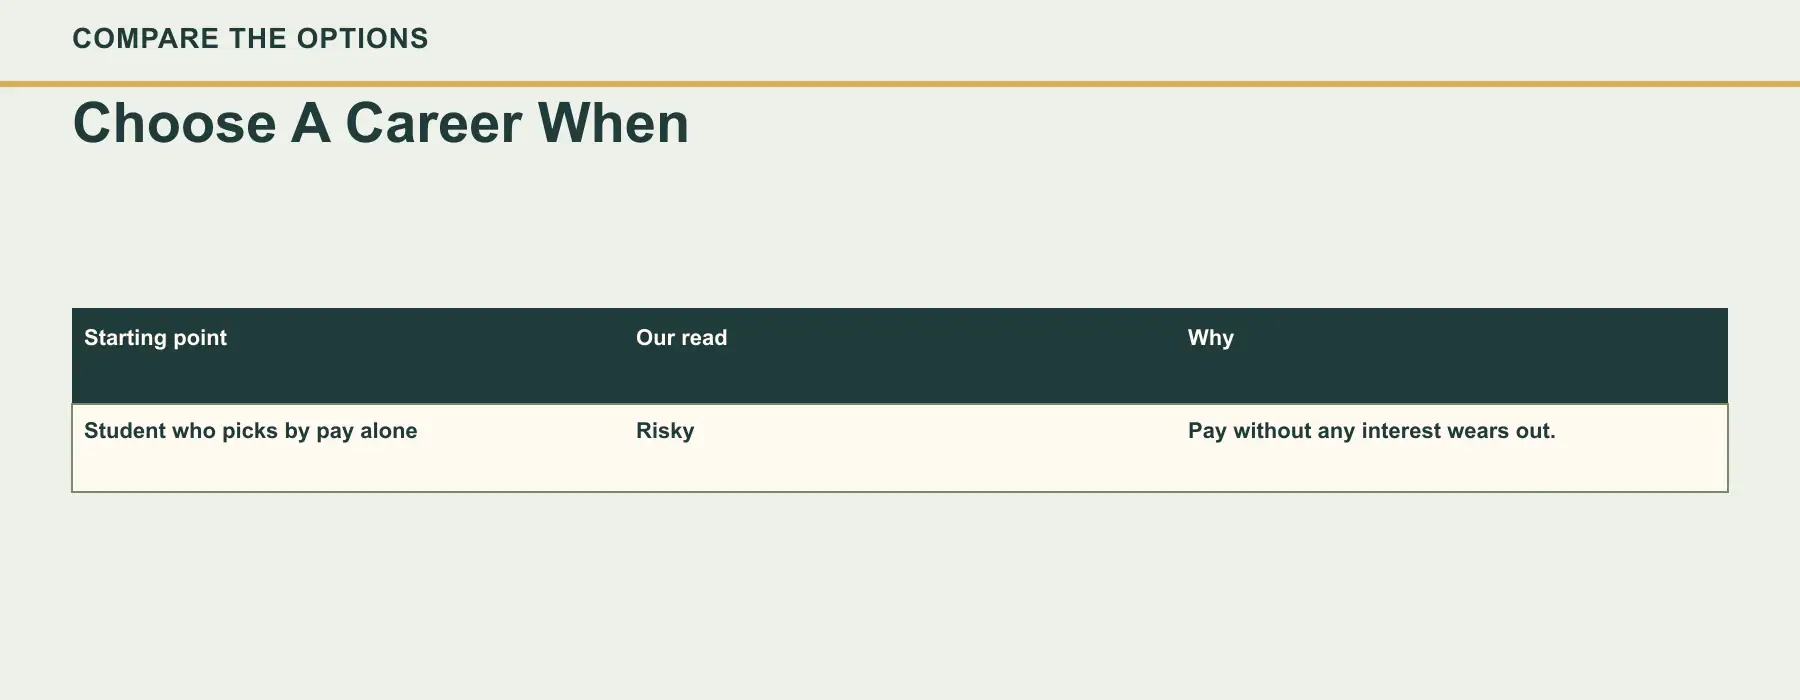 COMPARE THE OPTIONS
Choose A Career When
Starting point Our read Why
Student who picks by pay alone Risky Pay without any interest wears out.